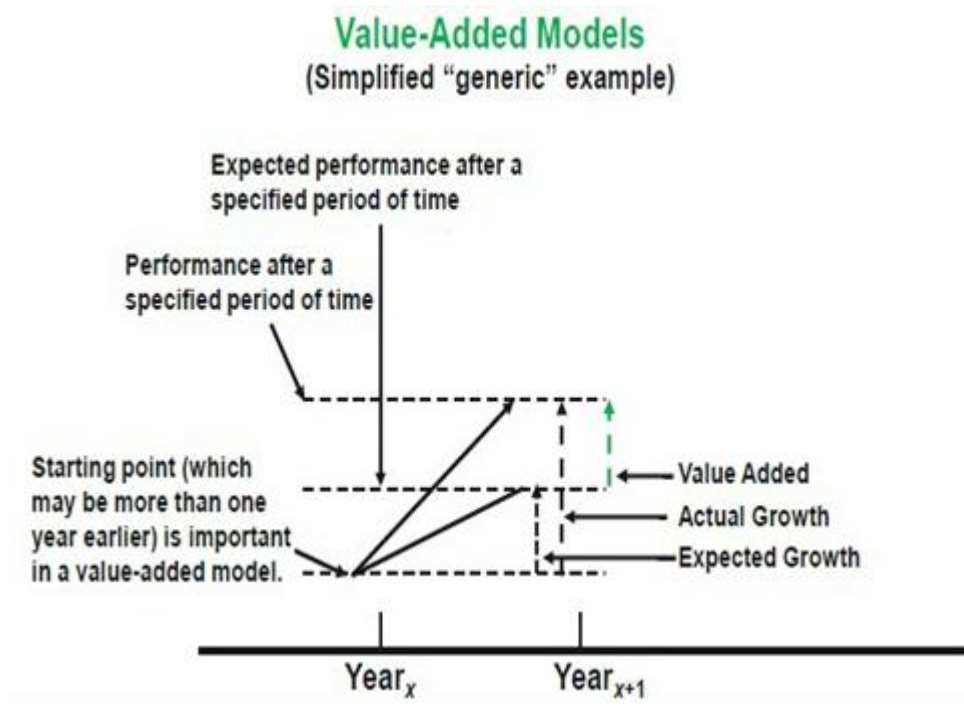 Value-Added Models
(Simplified “generic” example)
Expected performance after a
specified period of time
Performance after a
specified period of time
Starting point (which
may be more than one
year earlier) is important
in a value-added model.
Value Added
Actual Growth
Expected Growth
Yearx
Yearx+1